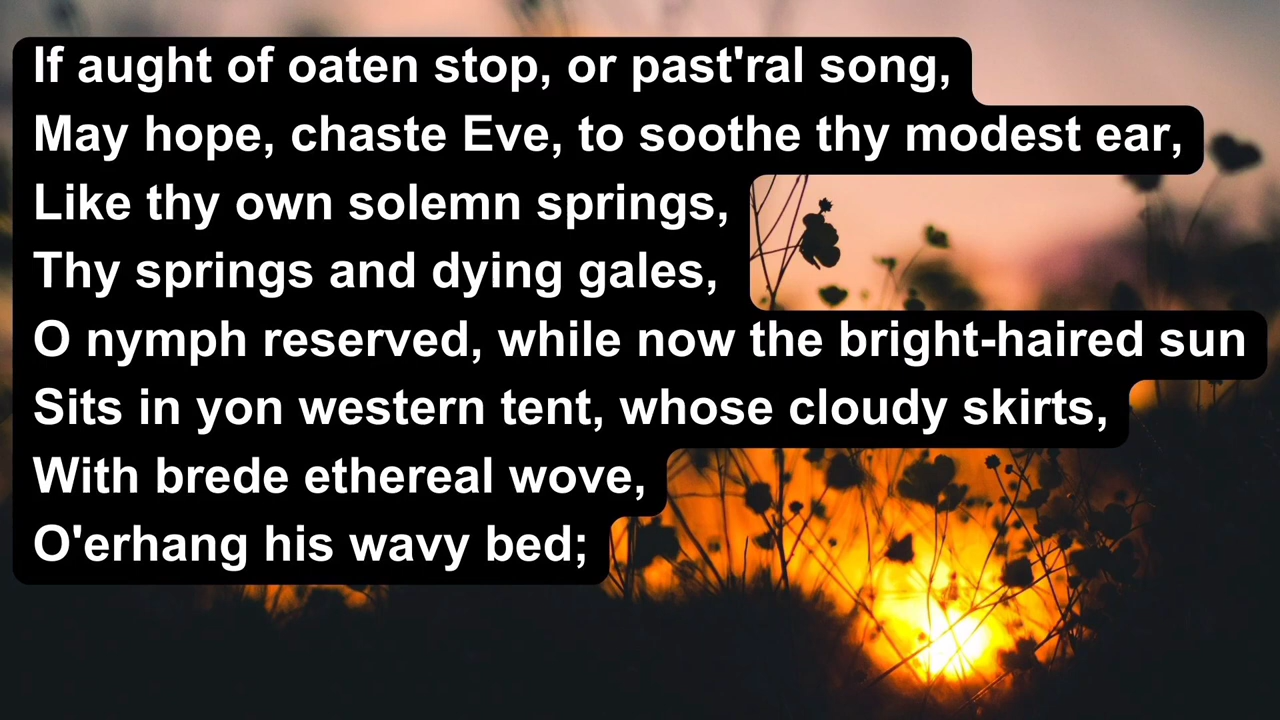 If aught of oaten stop, or past'ral song,
May hope, chaste Eve, to soothe thy modest ear,
Like thy own solemn springs,
Thy springs and dying gales,
O nymph reserved, while now the bright-haired sun
Sits in yon western tent, whose cloudy skirts,
With brede ethereal wove,
O'erhang his wavy bed;